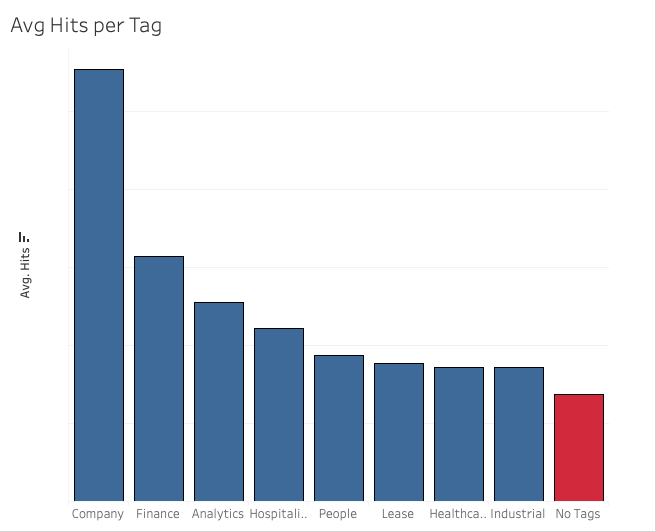 Avg Hits per Tag
Avg. Hits
Company Finance Analytics Hospitali.. People Lease Healthca.. Industrial No Tags